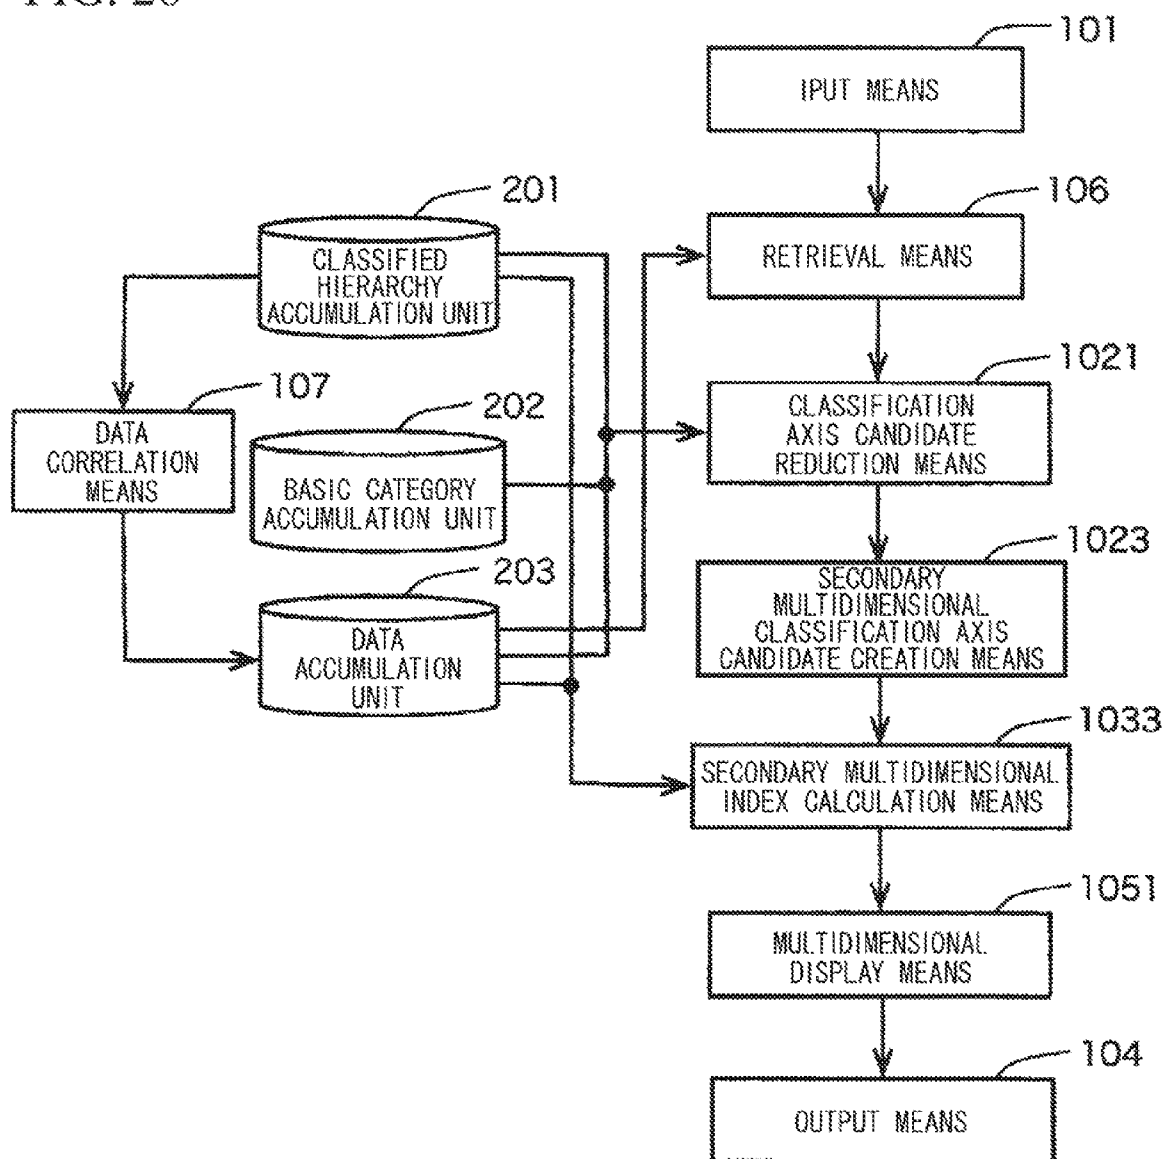 101
IPUT MEANS
201
106
CLASSIFIED
HIERARCHY
ACCUMULATION UNIT
RETRIEVAL MEANS
1021
107
202
CLASSIFICATION
AXIS CANDIDATE
REDUCTION MEANS
DATA
CORRELATION
MEANS
BASIC CATEGORY
ACCUMULATION UNIT
1023
203
SECONDARY
MULTIDIMENSIONAL
CLASSIFICATION AXIS
CANDIDATE CREATION MEANS
DATA
ACCUMULATION
UNIT
1033
SECONDARY MULTIDIMENSIONAL
INDEX CALCULATION MEANS
1051
MULTIDIMENSIONAL
DISPLAY MEANS
104
OUTPUT MEANS